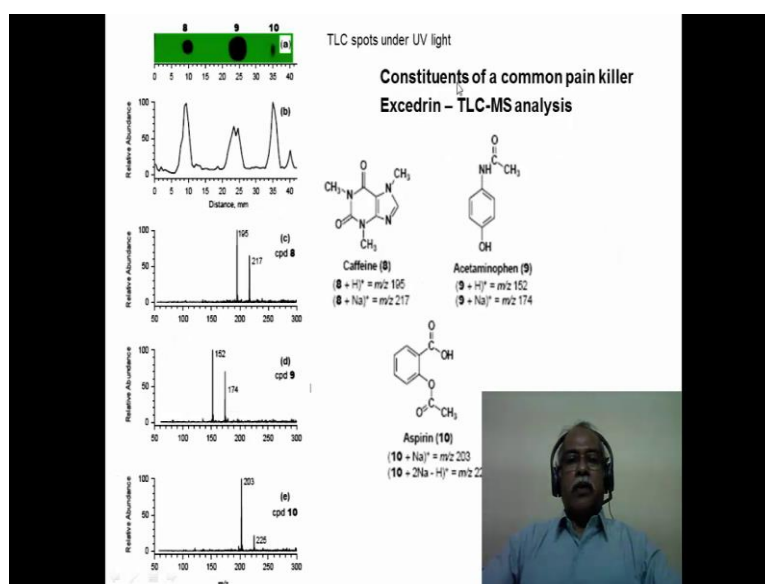 8 9 10
(a)
0 5 10 15 20 25 30 35 40
TLC spots under UV light
Constituents of a common pain killer
Excedrin – TLC-MS analysis
(b)
Relative Abundance
100
50
0
0 5 10 15 20 25 30 35 40
Distance, mm
(c)
cpd 8
Relative Abundance
100
50
0
195
217
50 100 150 200 250 300
(d)
cpd 9
Relative Abundance
100
50
0
152
174
50 100 150 200 250 300
(e)
cpd 10
Relative Abundance
100
50
0
203
225
50 100 150 200 250 300
O
CH₃
N
N
CH₃
O
N
N
CH₃
Caffeine (8)
(8 + H)⁺ = m/z 195
(8 + Na)⁺ = m/z 217
O
C
NH
CH₃
OH
Acetaminophen (9)
(9 + H)⁺ = m/z 152
(9 + Na)⁺ = m/z 174
O
C
OH
O
C
O
CH₃
Aspirin (10)
(10 + Na)⁺ = m/z 203
(10 + 2Na - H)⁺ = m/z 22